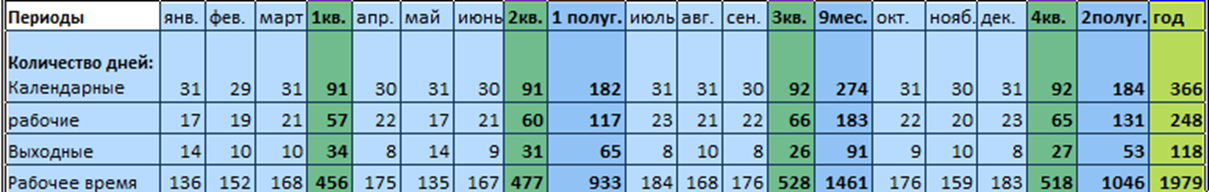 Периоды янв. фев. март 1кв. апр. май июнь 2кв. 1 полуг. июль авг. сен. 3кв. 9мес. окт. нояб. дек. 4кв. 2полуг. год
Количество дней:
Календарные 31 29 31 91 30 31 30 91 182 31 31 30 92 274 31 30 31 92 184 366
рабочие 17 19 21 57 22 17 21 60 117 23 21 22 66 183 22 20 23 65 131 248
Выходные 14 10 10 34 8 14 9 31 65 8 10 8 26 91 9 10 8 27 53 118
Рабочее время 136 152 168 456 175 135 167 477 933 184 168 176 528 1461 176 159 183 518 1046 1979